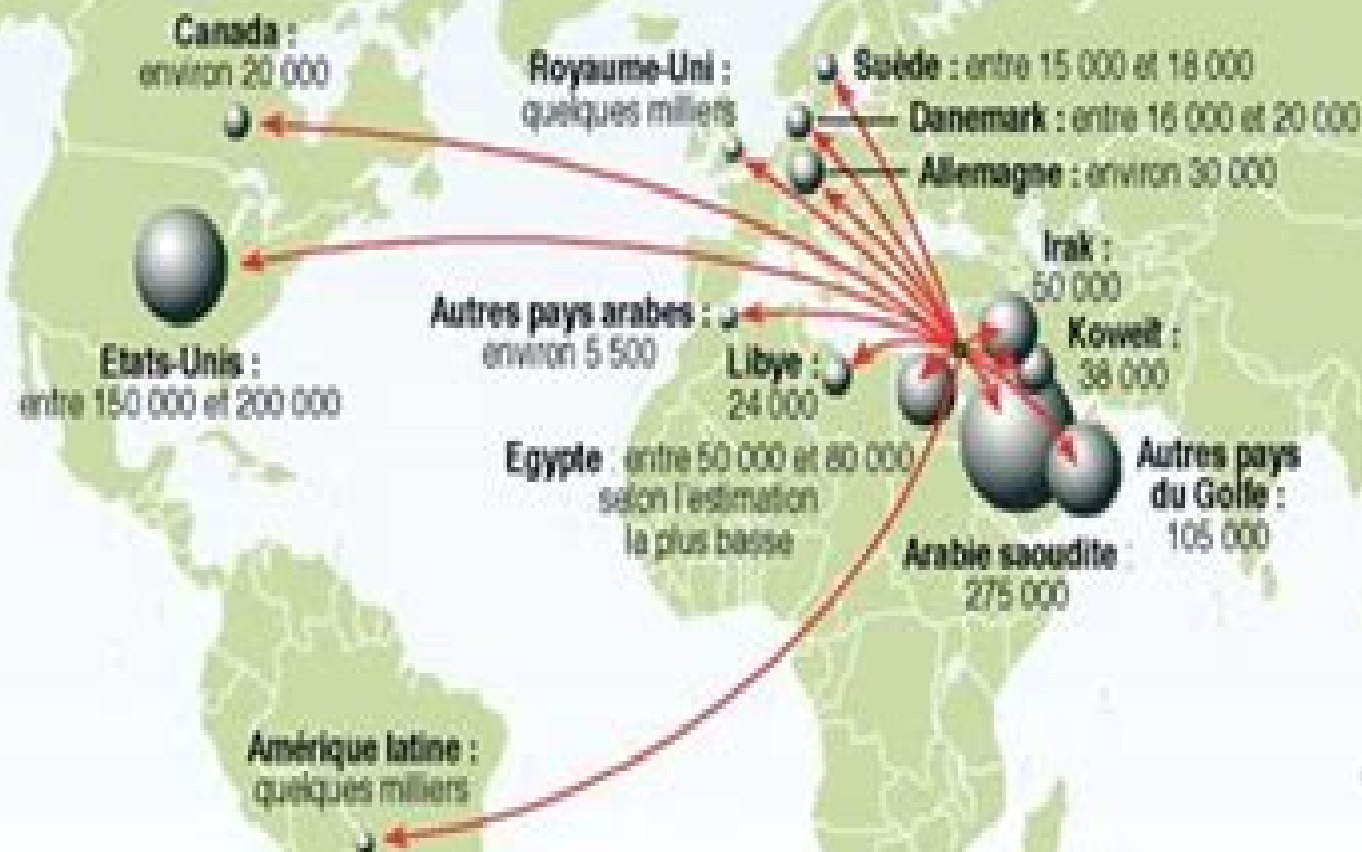 Canada :
environ 20 000
Royaume-Uni :
quelques milliers
Suède : entre 15 000 et 18 000
Danemark : entre 16 000 et 20 000
Allemagne : environ 30 000
Irak :
50 000
Koweït :
38 000
Autres pays arabes :
environ 5 500
Libye :
24 000
Etats-Unis :
entre 150 000 et 200 000
Egypte : entre 50 000 et 80 000
selon l'estimation
la plus basse
Autres pays
du Golfe :
105 000
Arabie saoudite :
275 000
Amérique latine :
quelques milliers